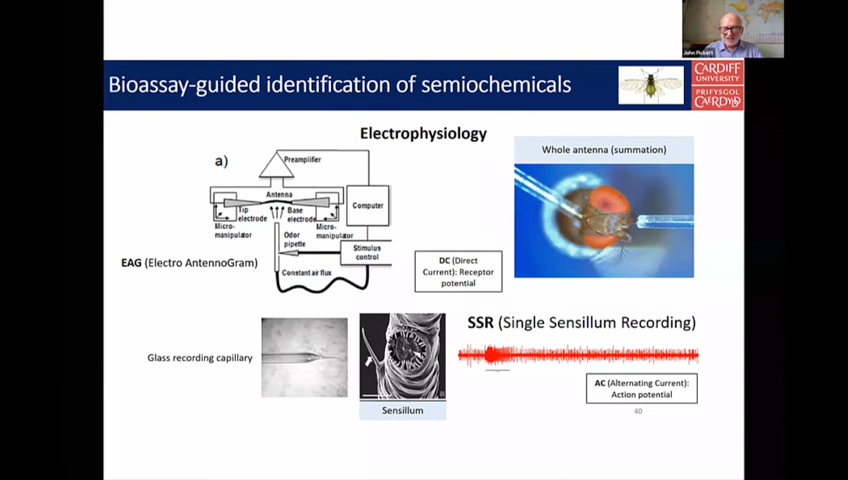 John Pickett
Bioassay-guided identification of semiochemicals
CARDIFF
UNIVERSITY
PRIFYSGOL
CAERDYDD
Electrophysiology
a)
Preamplifier
Antenna
Tip
electrode
Base
electrode
Micro-
manipulator
Micro-
manipulator
Computer
Odor
pipette
Stimulus
control
Constant air flux
EAG (Electro AntennoGram)
Whole antenna (summation)
DC (Direct
Current): Receptor
potential
SSR (Single Sensillum Recording)
Glass recording capillary
Sensillum
AC (Alternating Current):
Action potential
40